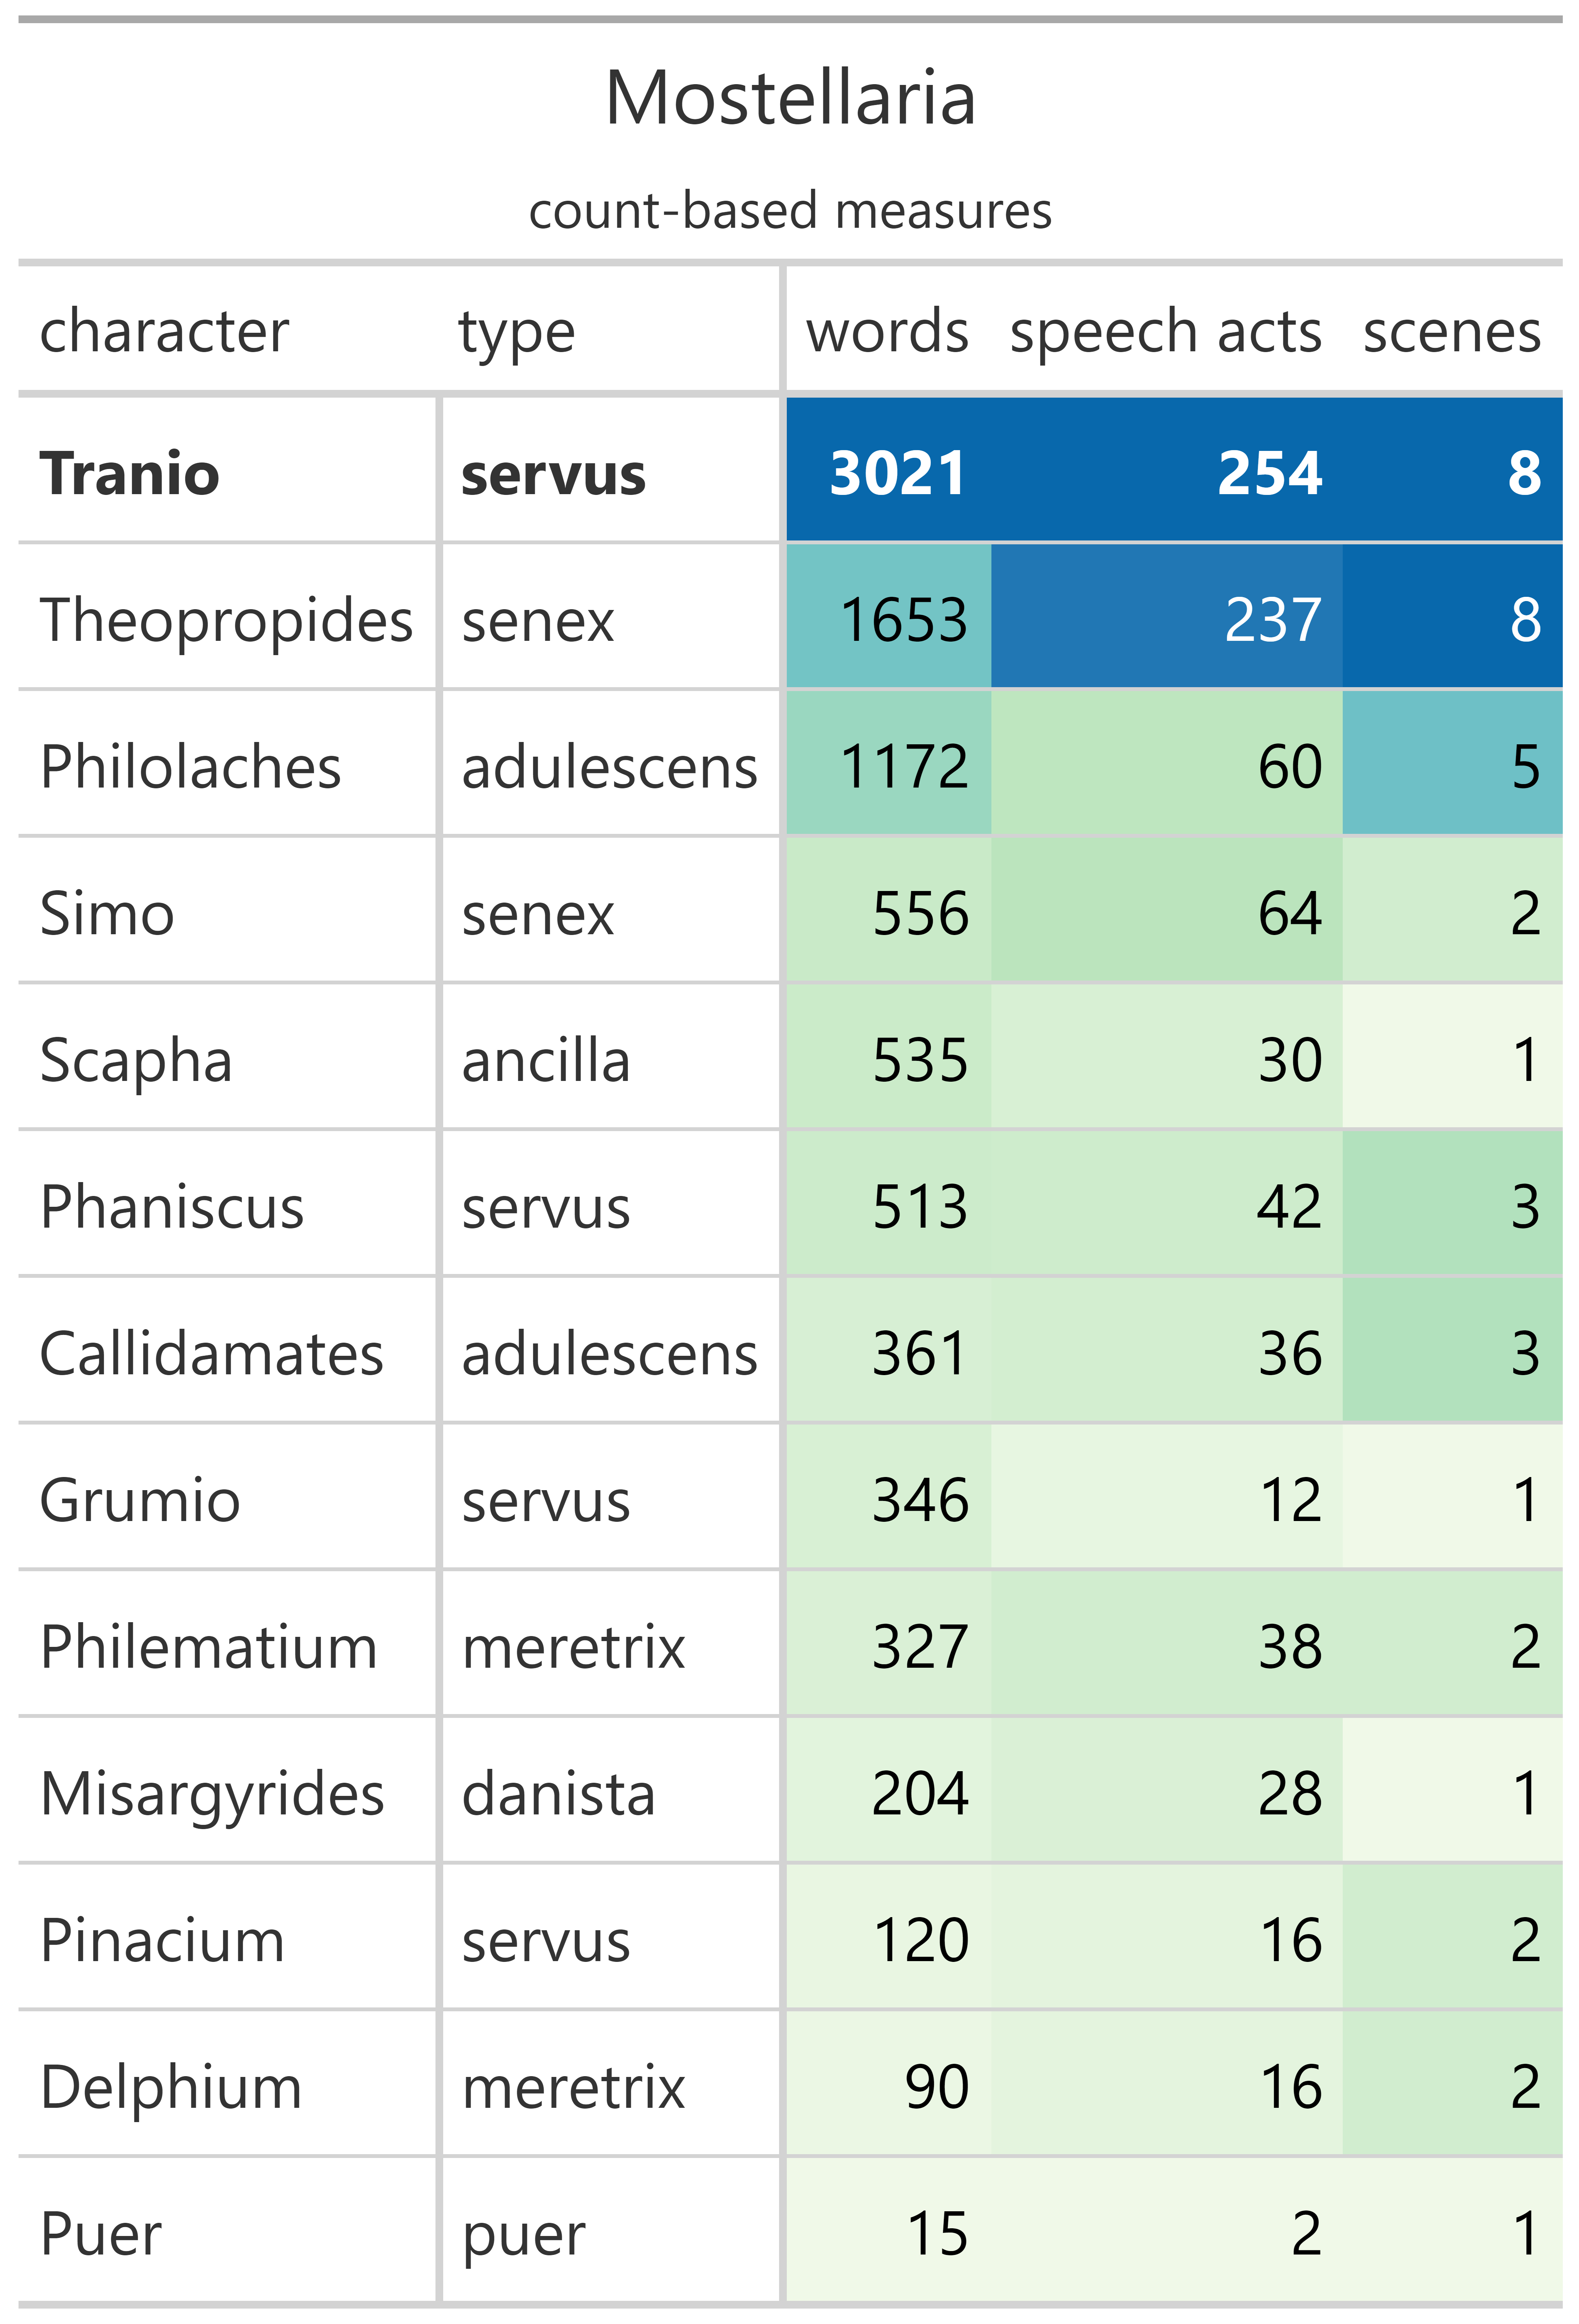 Mostellaria
count-based measures
character type words speech acts scenes
Tranio servus 3021 254 8
Theopropides senex 1653 237 8
Philolaches adulescens 1172 60 5
Simo senex 556 64 2
Scapha ancilla 535 30 1
Phaniscus servus 513 42 3
Callidamates adulescens 361 36 3
Grumio servus 346 12 1
Philematium meretrix 327 38 2
Misargyrides danista 204 28 1
Pinacium servus 120 16 2
Delphium meretrix 90 16 2
Puer puer 15 2 1